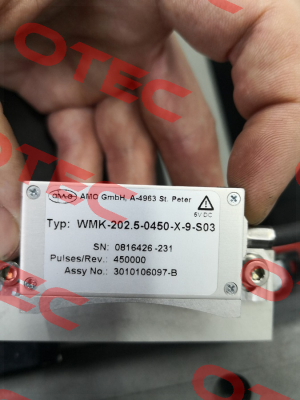 OTEC
amo AMO GmbH, A-4963 St. Peter
5V DC
Typ: WMK-202.5-0450-X-9-S03
SN: 0816426 -231
Pulses/Rev.: 450000
Assy No.: 3010106097-B